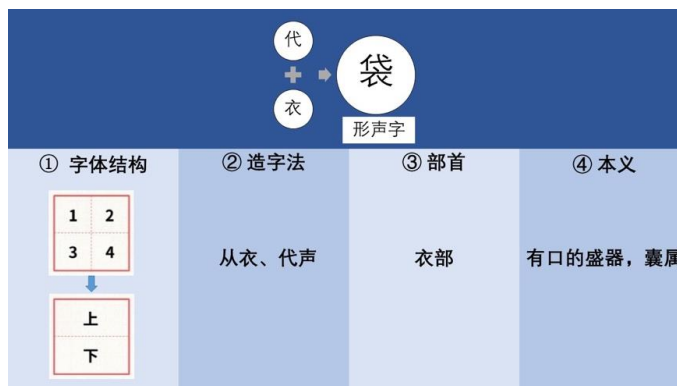 代
+
衣
袋
形声字
① 字体结构
② 造字法
③ 部首
④ 本义
1 2
3 4
上
下
从衣、代声
衣部
有口的盛器，囊属